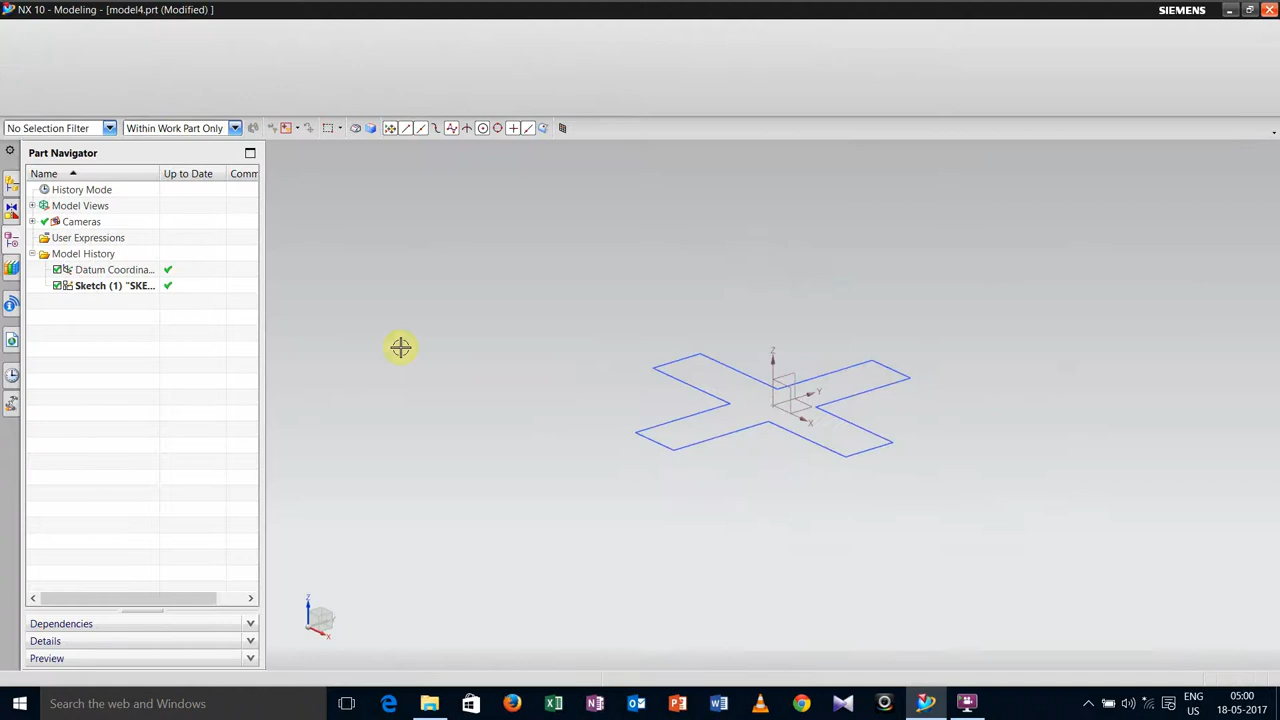 NX 10 - Modeling - [model4.prt (Modified) ]
SIEMENS
No Selection Filter
Within Work Part Only
Part Navigator
Name
Up to Date
Comm
History Mode
Model Views
Cameras
User Expressions
Model History
Datum Coordina...
Sketch (1) "SKE...
Z
Y
X
Z
X
Dependencies
Details
Preview
Search the web and Windows
ENG
US
05:00
18-05-2017